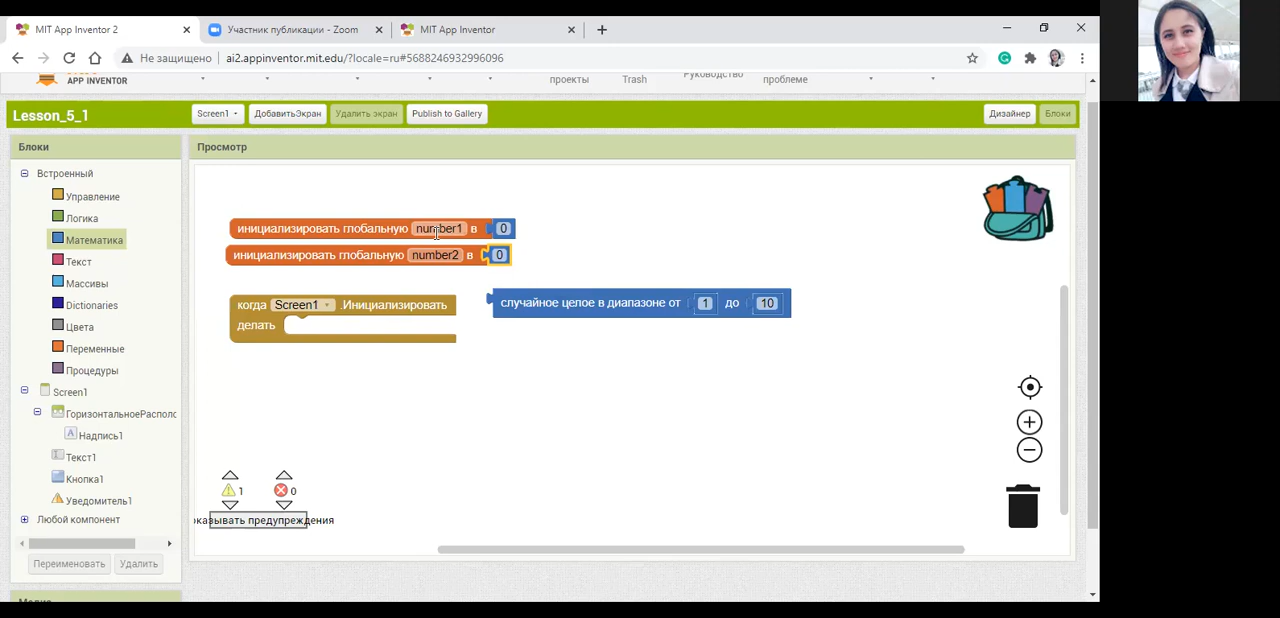 MIT App Inventor 2
Участник публикации - Zoom
MIT App Inventor
Не защищено
ai2.appinventor.mit.edu/?locale=ru#5688246932996096
APP INVENTOR
проекты
Trash
Руководство
проблеме
Lesson_5_1
Screen1
ДобавитьЭкран
Удалить экран
Publish to Gallery
Дизайнер
Блоки
Блоки
Просмотр
Встроенный
Управление
Логика
Математика
Текст
Массивы
Dictionaries
Цвета
Переменные
Процедуры
Screen1
ГоризонтальноеРасполо
Надпись1
Текст1
Кнопка1
Уведомитель1
Любой компонент
Переименовать
Удалить
инициализировать глобальную number1 в 0
инициализировать глобальную number2 в 0
когда Screen1 .Инициализировать
делать
случайное целое в диапазоне от 1 до 10
1
0
оказывать предупреждения